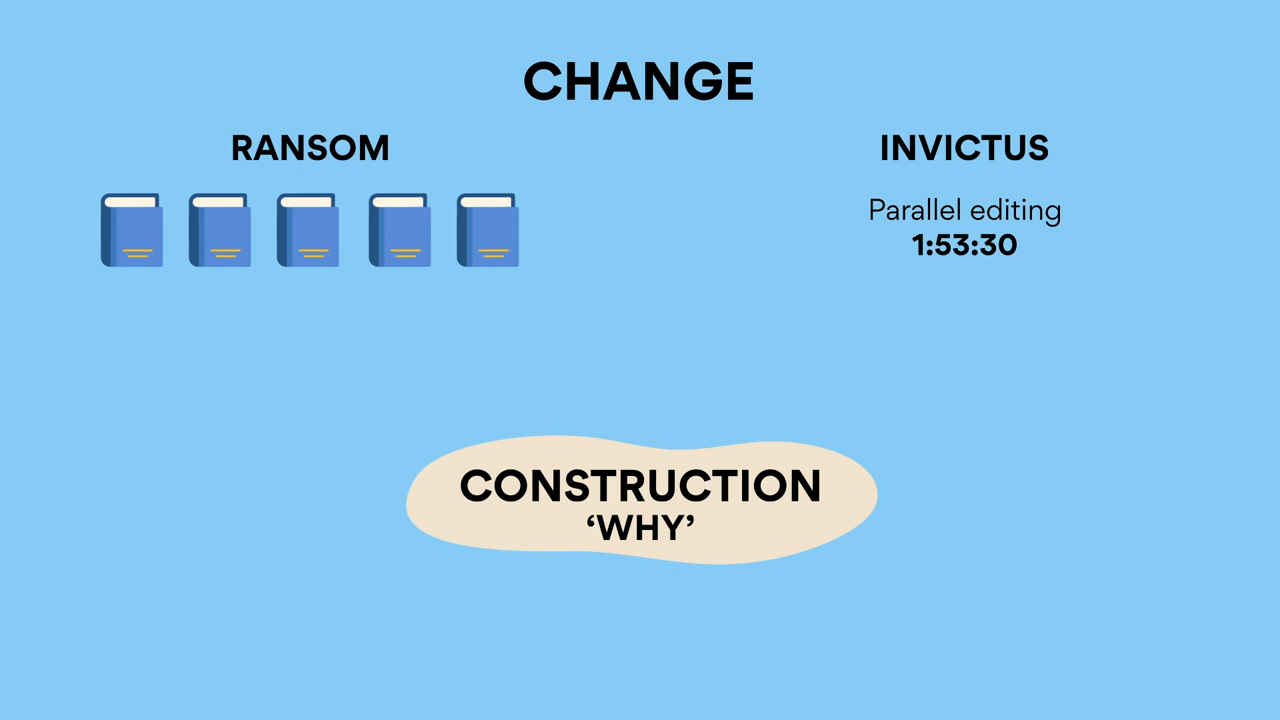 CHANGE
RANSOM
INVICTUS
Parallel editing
1:53:30
CONSTRUCTION
‘WHY’